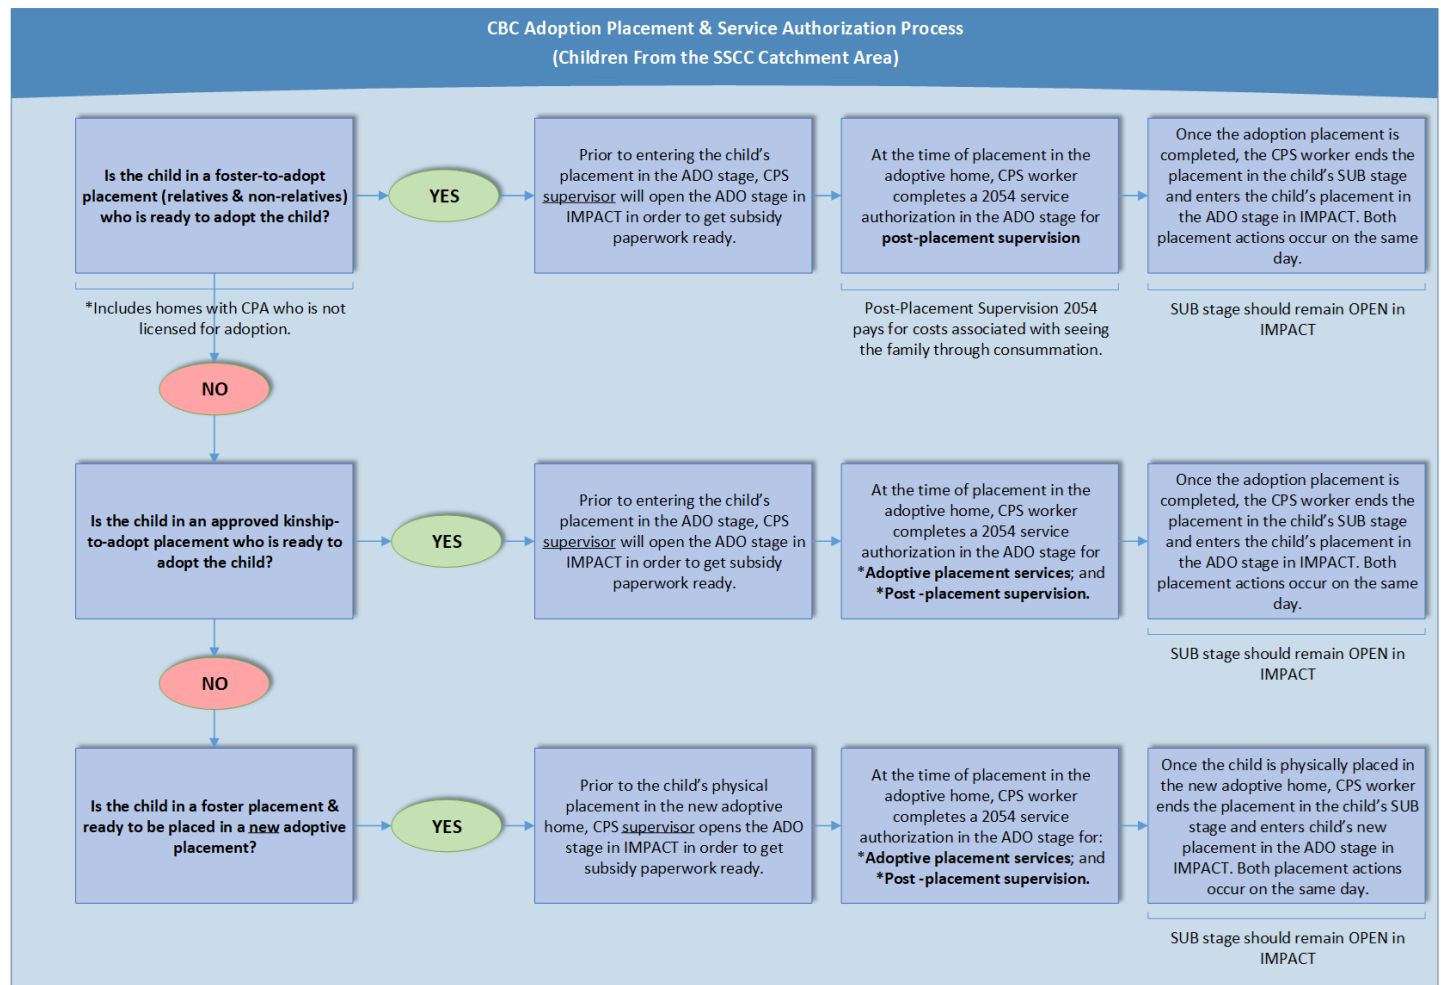 CBC Adoption Placement & Service Authorization Process
(Children From the SSCC Catchment Area)
Is the child in a foster-to-adopt
placement (relatives & non-relatives)
who is ready to adopt the child?
YES
Prior to entering the child’s
placement in the ADO stage, CPS
supervisor will open the ADO stage in
IMPACT in order to get subsidy
paperwork ready.
At the time of placement in the
adoptive home, CPS worker
completes a 2054 service
authorization in the ADO stage for
post-placement supervision
Once the adoption placement is
completed, the CPS worker ends the
placement in the child’s SUB stage
and enters the child’s placement in
the ADO stage in IMPACT. Both
placement actions occur on the same
day.
*Includes homes with CPA who is not
licensed for adoption.
Post-Placement Supervision 2054
pays for costs associated with seeing
the family through consummation.
SUB stage should remain OPEN in
IMPACT
NO
Is the child in an approved kinship-
to-adopt placement who is ready to
adopt the child?
YES
Prior to entering the child’s
placement in the ADO stage, CPS
supervisor will open the ADO stage in
IMPACT in order to get subsidy
paperwork ready.
At the time of placement in the
adoptive home, CPS worker
completes a 2054 service
authorization in the ADO stage for
*Adoptive placement services; and
*Post -placement supervision.
Once the adoption placement is
completed, the CPS worker ends the
placement in the child’s SUB stage
and enters the child’s placement in
the ADO stage in IMPACT. Both
placement actions occur on the same
day.
SUB stage should remain OPEN in
IMPACT
NO
Is the child in a foster placement &
ready to be placed in a new adoptive
placement?
YES
Prior to the child’s physical
placement in the new adoptive
home, CPS supervisor opens the ADO
stage in IMPACT in order to get
subsidy paperwork ready.
At the time of placement in the
adoptive home, CPS worker
completes a 2054 service
authorization in the ADO stage for:
*Adoptive placement services; and
*Post -placement supervision.
Once the child is physically placed in
the new adoptive home, CPS worker
ends the placement in the child’s SUB
stage and enters child’s new
placement in the ADO stage in
IMPACT. Both placement actions
occur on the same day.
SUB stage should remain OPEN in
IMPACT